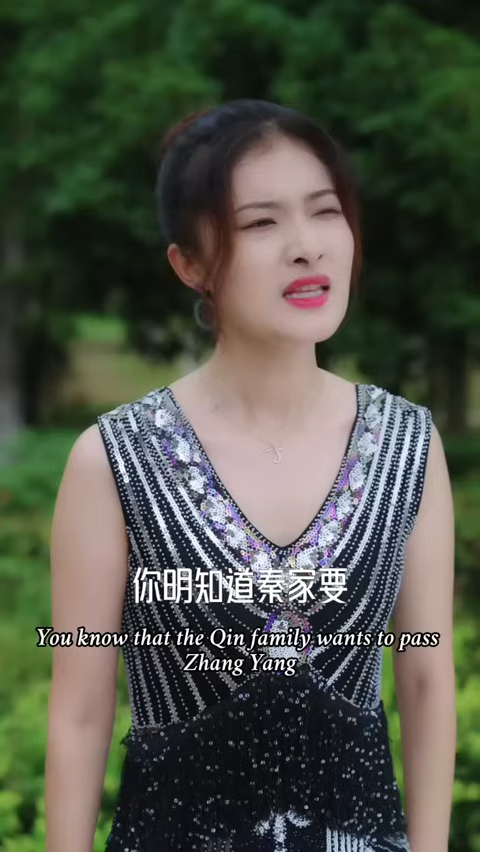 你明知道秦家要
You know that the Qin family wants to pass
Zhang Yang